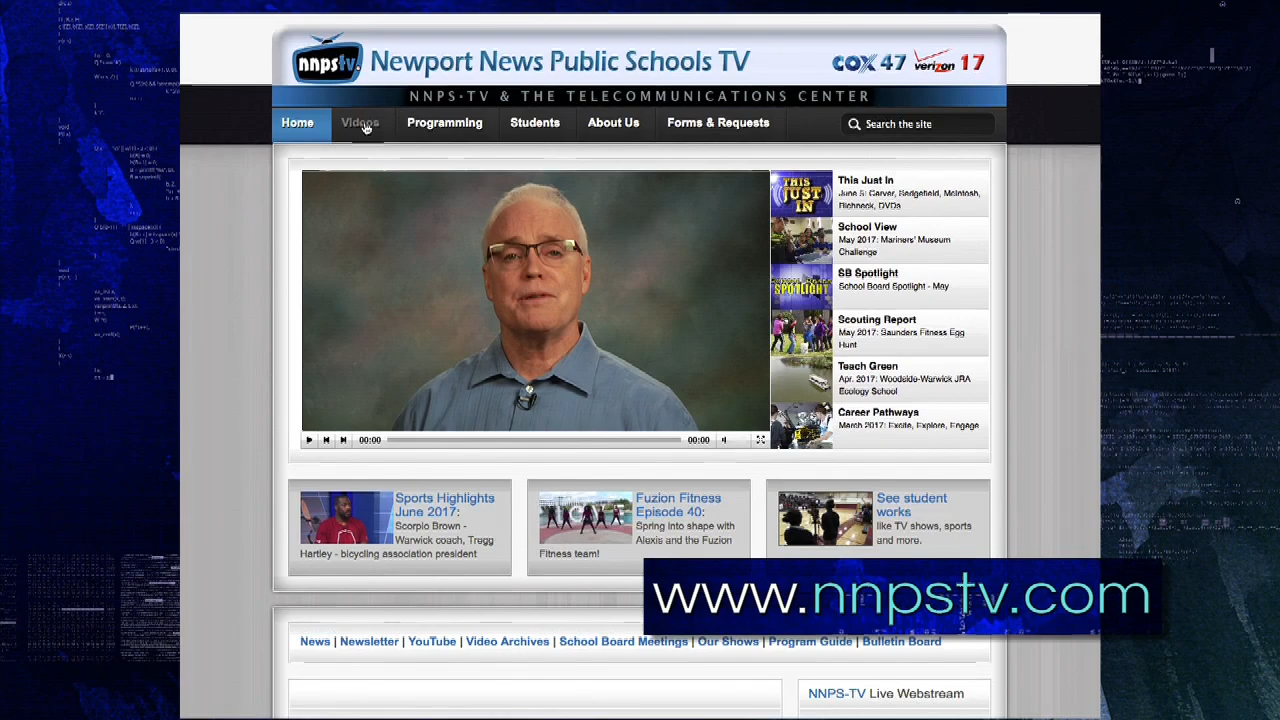 nnpstv
Newport News Public Schools TV
COX 47 verizon 17
NNPS-TV & THE TELECOMMUNICATIONS CENTER
Home
Videos
Programming
Students
About Us
Forms & Requests
Search the site
THIS JUST IN
This Just In
June 5: Carver, Sedgefield, McIntosh,
Richneck, DVDs
School View
May 2017: Mariners' Museum
Challenge
SPOTLIGHT
SB Spotlight
School Board Spotlight - May
Scouting Report
May 2017: Saunders Fitness Egg
Hunt
Teach Green
Apr. 2017: Woodside-Warwick JRA
Ecology School
Career Pathways
March 2017: Excite, Explore, Engage
00:00
00:00
Sports Highlights
June 2017:
Scorpio Brown -
Warwick coach, Tregg
Hartley - bicycling association president
Fuzion Fitness
Episode 40:
Spring into shape with
Alexis and the Fuzion
Fitness team!
See student
works
like TV shows, sports
and more.
www.nnpstv.com
News | Newsletter | YouTube | Video Archives | School Board Meetings | Our Shows | Program Guide | Bulletin Board
NNPS-TV Live Webstream